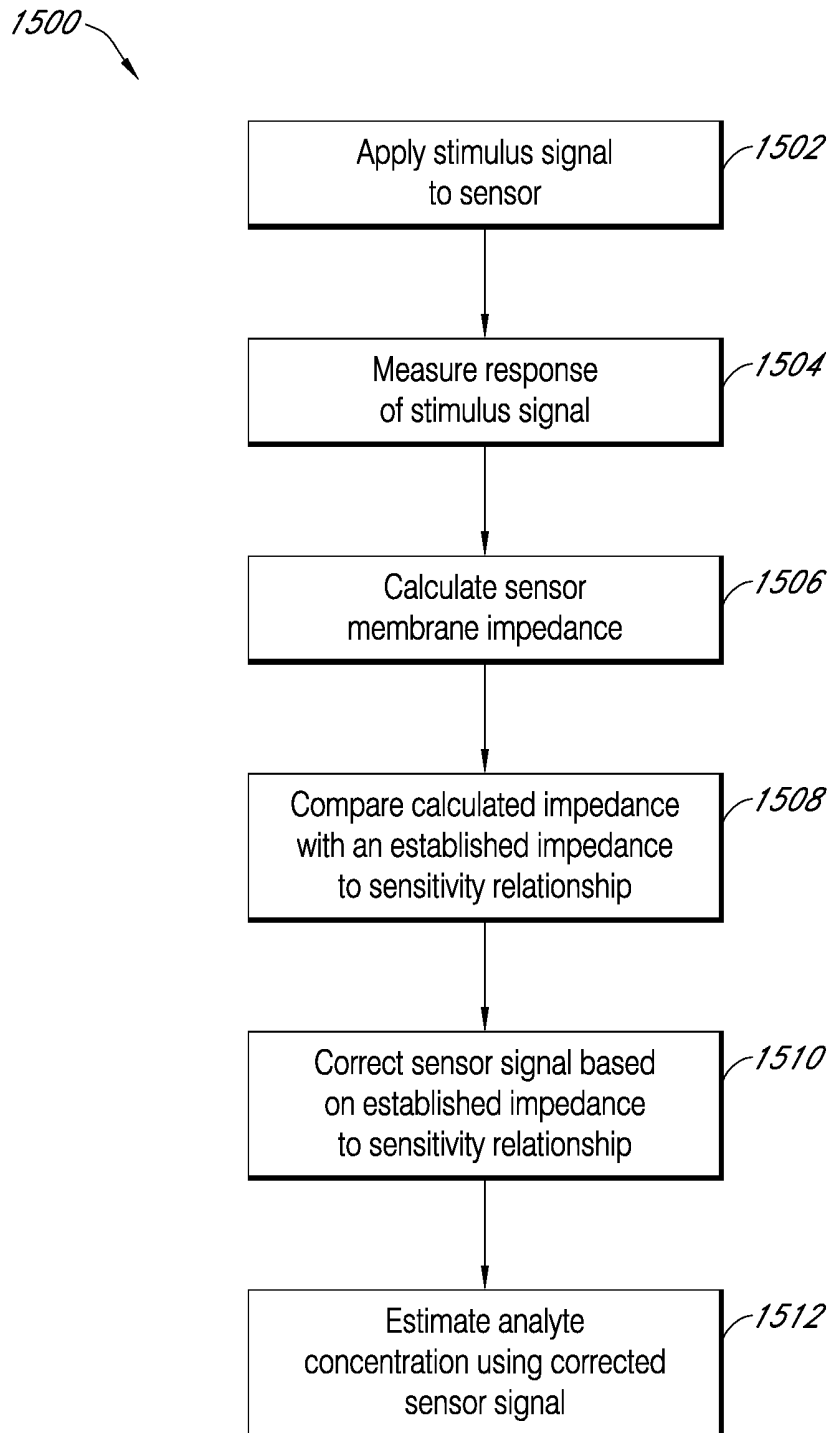 1500
Apply stimulus signal
to sensor
1502
Measure response
of stimulus signal
1504
Calculate sensor
membrane impedance
1506
Compare calculated impedance
with an established impedance
to sensitivity relationship
1508
Correct sensor signal based
on established impedance
to sensitivity relationship
1510
Estimate analyte
concentration using corrected
sensor signal
1512